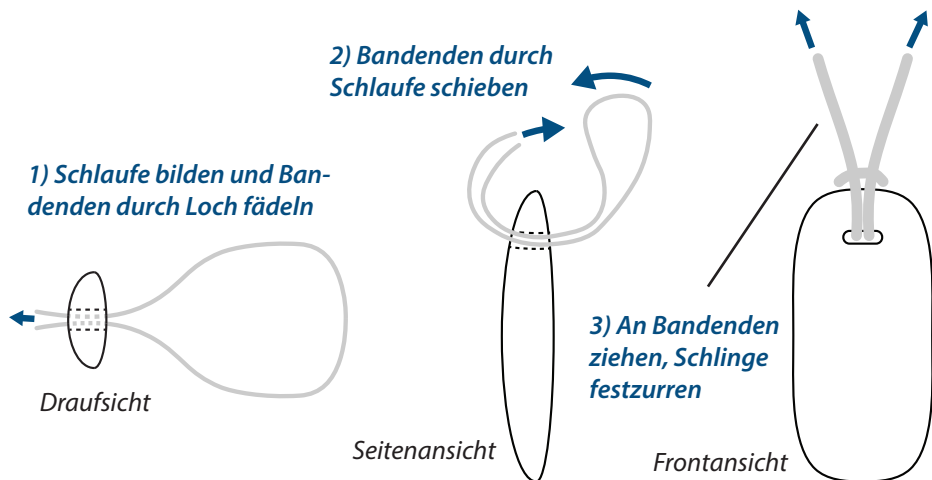 1) Schlaufe bilden und Ban-
denden durch Loch fädeln
Draufsicht
2) Bandenden durch
Schlaufe schieben
Seitenansicht
3) An Bandenden
ziehen, Schlinge
festzurren
Frontansicht